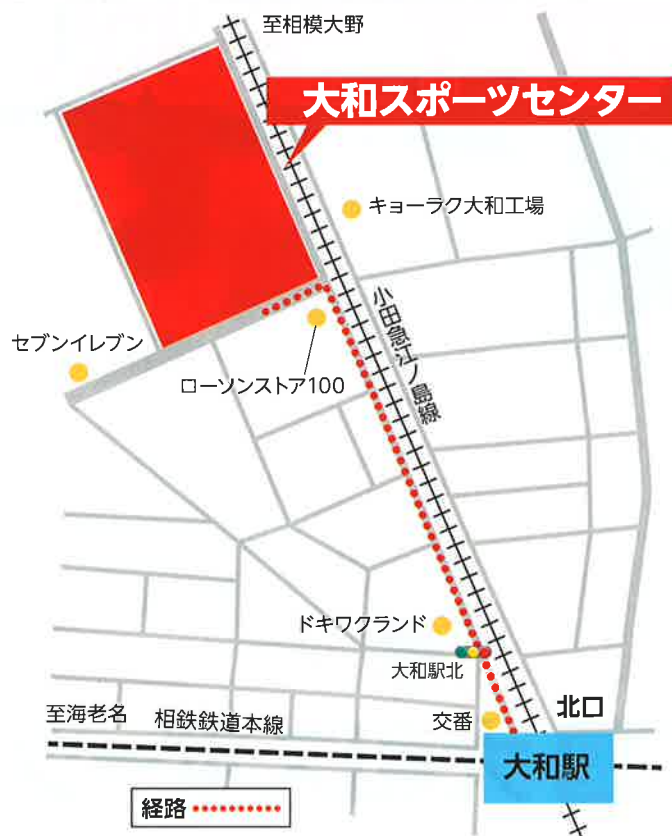 至相模大野
大和スポーツセンター
キョーラク大和工場
小田急江ノ島線
セブンイレブン
ローソンストア100
ドキワクランド
大和駅北
至海老名
相鉄鉄道本線
交番
北口
大和駅
経路